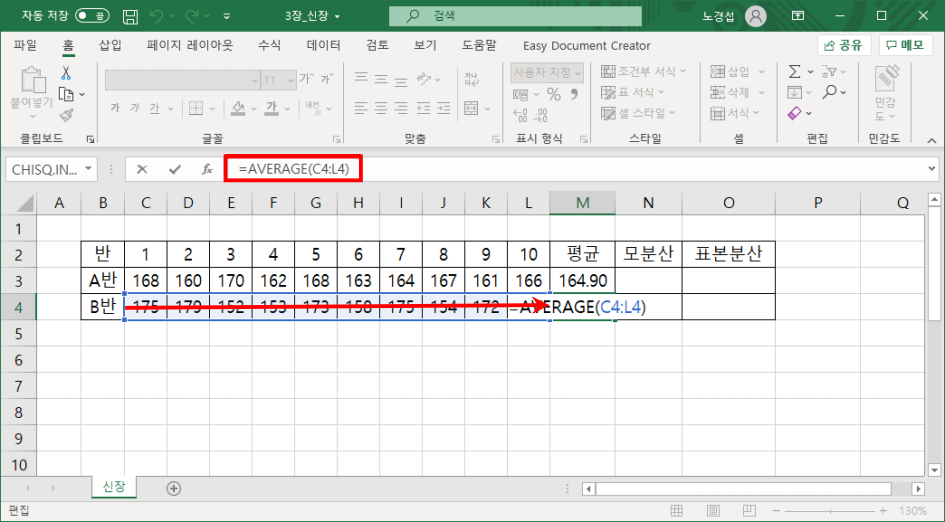 자동 저장
3장_신장
검색
노경섭
파일 홈 삽입 페이지 레이아웃 수식 데이터 검토 보기 도움말 Easy Document Creator 공유 메모
붙여넣기
가 가 가
11 가 가
가 내천
가나다
사용자 지정
% 9
조건부 서식
표 서식
셀 스타일
삽입
삭제
서식
민감도
클립보드 글꼴 맞춤 표시 형식 스타일 셀 편집 민감도
CHISQ.IN... fx =AVERAGE(C4:L4)
A B C D E F G H I J K L M N O P Q
1
2 반 1 2 3 4 5 6 7 8 9 10 평균 모분산 표본분산
3 A반 168 160 170 162 168 163 164 167 161 166 164.90
4 B반 175 179 152 153 173 158 175 154 172 =AVERAGE(C4:L4)
5
6
7
8
9
10
신장
편집 130%